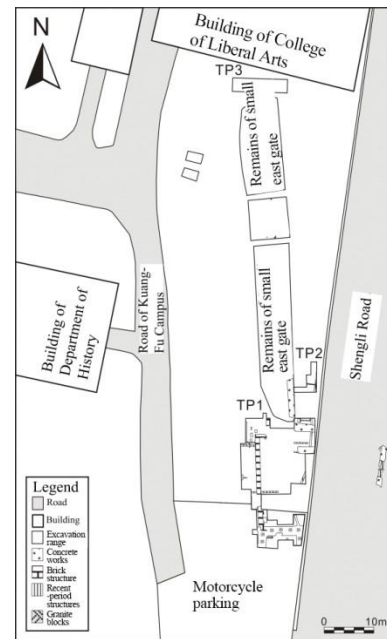 N
Building of College
of Liberal Arts
TP3
Remains of small
east gate
Road of Kuang-
Fu Campus
Building of
Department of
History
Remains of small
east gate
TP2
Shengli Road
TP1
Legend
Road
Building
Excavation
range
Concrete
works
Brick
structure
Recent
-period
structures
Granite
blocks
Motorcycle
parking
0
10m